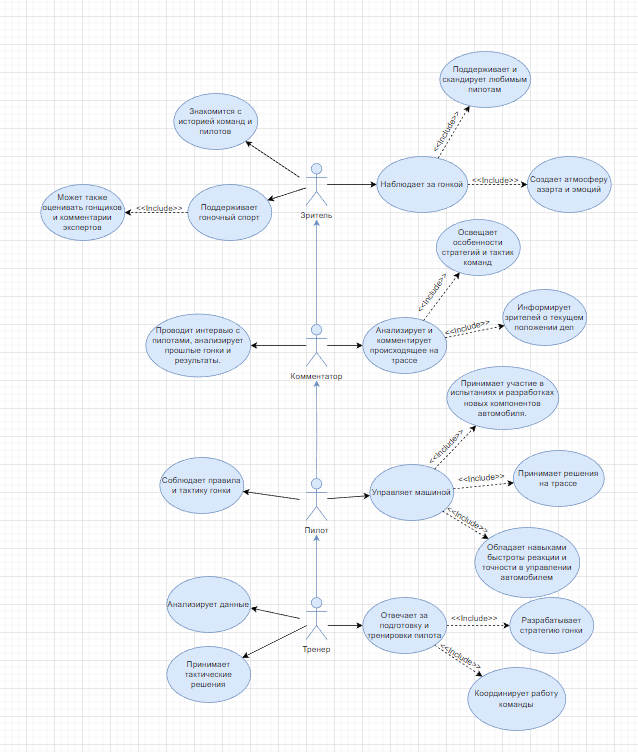 Поддерживает и
скандирует любимым
пилотам
Знакомится с
историей команд и
пилотов
<<Include>>
Наблюдает за гонкой
<<Include>>
Создает атмосферу
азарта и эмоций
Может также
оценивать гонщиков
и комментарии
экспертов
<<Include>>
Поддерживает
гоночный спорт
Зритель
Освещает
особенности
стратегий и тактик
команд
<<Include>>
Информирует
зрителей о текущем
положении дел
<<Include>>
Проводит интервью с
пилотами, анализирует
прошлые гонки и
результаты.
Анализирует и
комментирует
происходящее на
трассе
Комментатор
Принимает участие в
испытаниях и разработках
новых компонентов
автомобиля.
<<Include>>
Соблюдает правила
и тактику гонки
Управляет машиной
<<Include>>
Принимает решения
на трассе
Пилот
<<Include>>
Обладает навыками
быстроты реакции и
точности в управлении
автомобилем
Анализирует данные
Отвечает за
подготовку и
тренировки пилота
<<Include>>
Разрабатывает
стратегию гонки
Тренер
<<Include>>
Принимает
тактические
решения
Координирует работу
команды